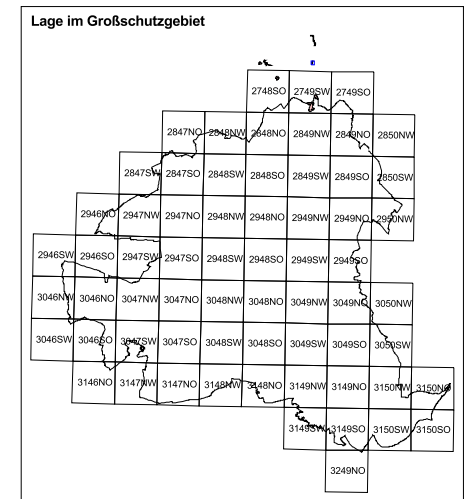 Lage im Großschutzgebiet
2748SO 2749SW 2749SO
2847NO 2848NW 2848NO 2849NW 2849NO 2850NW
2847SW 2847SO 2848SW 2848SO 2849SW 2849SO 2850SW
2946NO 2947NW 2947NO 2948NW 2948NO 2949NW 2949NO 2950NW
2946SW 2946SO 2947SW 2947SO 2948SW 2948SO 2949SW 2949SO
3046NW 3046NO 3047NW 3047NO 3048NW 3048NO 3049NW 3049NO 3050NW
3046SW 3046SO 3047SW 3047SO 3048SW 3048SO 3049SW 3049SO 3050SW
3146NO 3147NW 3147NO 3148NW 3148NO 3149NW 3149NO 3150NW 3150NO
3149SW 3149SO 3150SW 3150SO
3249NO